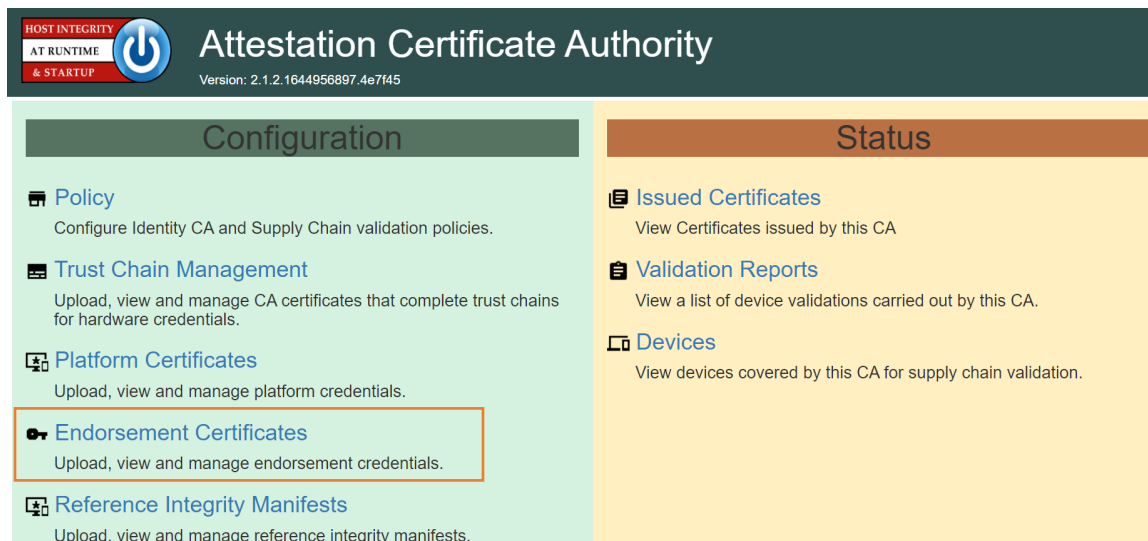 HOST INTEGRITY
AT RUNTIME
& STARTUP
Attestation Certificate Authority
Version: 2.1.2.1644956897.4e7f45
Configuration
Policy
Configure Identity CA and Supply Chain validation policies.
Trust Chain Management
Upload, view and manage CA certificates that complete trust chains
for hardware credentials.
Platform Certificates
Upload, view and manage platform credentials.
Endorsement Certificates
Upload, view and manage endorsement credentials.
Reference Integrity Manifests
Upload, view and manage reference integrity manifests.
Status
Issued Certificates
View Certificates issued by this CA
Validation Reports
View a list of device validations carried out by this CA.
Devices
View devices covered by this CA for supply chain validation.